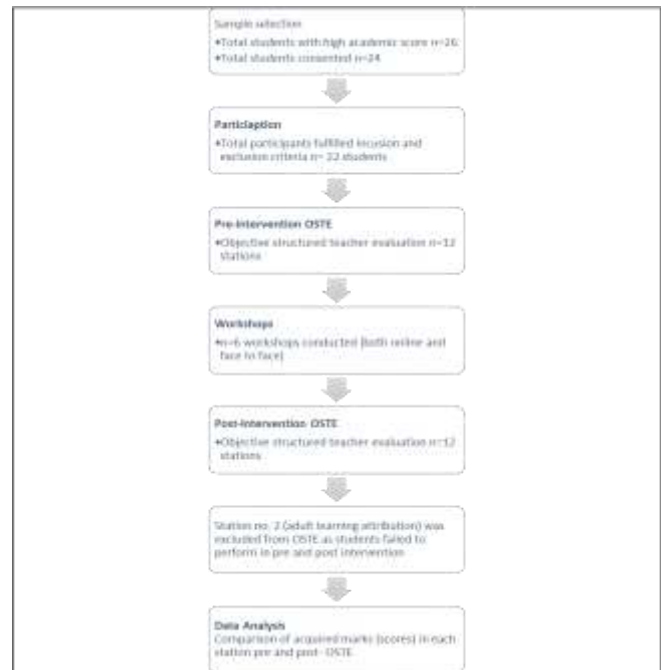 Sample selection
•Total students with high academic score n=26
•Total students consented n=24
Particiaption
•Total participants fulfilled incusion and
exclusion criteria n= 22 students
Pre-Intervention OSTE
•Objective structured teacher evaluation n=12
stations
Workshops
•n=6 workshops conducted (both online and
face to face)
Post-Intervention OSTE
•Objective structured teacher evaluation n=12
stations
Station no. 2 (adult learning attribution) was
excluded from OSTE as students failed to
perform in pre and post intervention
Data Analysis
Comparison of acquired marks (scores) in each
station pre and post- OSTE